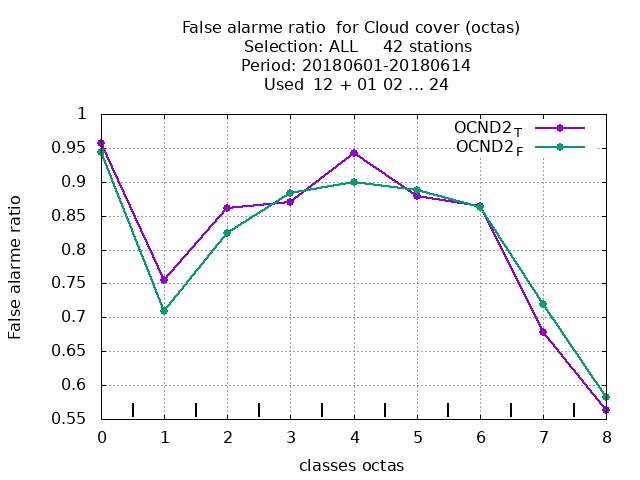 False alarme ratio  for Cloud cover (octas)
Selection: ALL     42 stations
Period: 20180601-20180614
Used  12 + 01 02 ... 24
OCND2T
OCND2F
1
0.95
0.9
0.85
0.8
0.75
0.7
0.65
0.6
0.55
False alarme ratio
0 1 2 3 4 5 6 7 8
classes octas